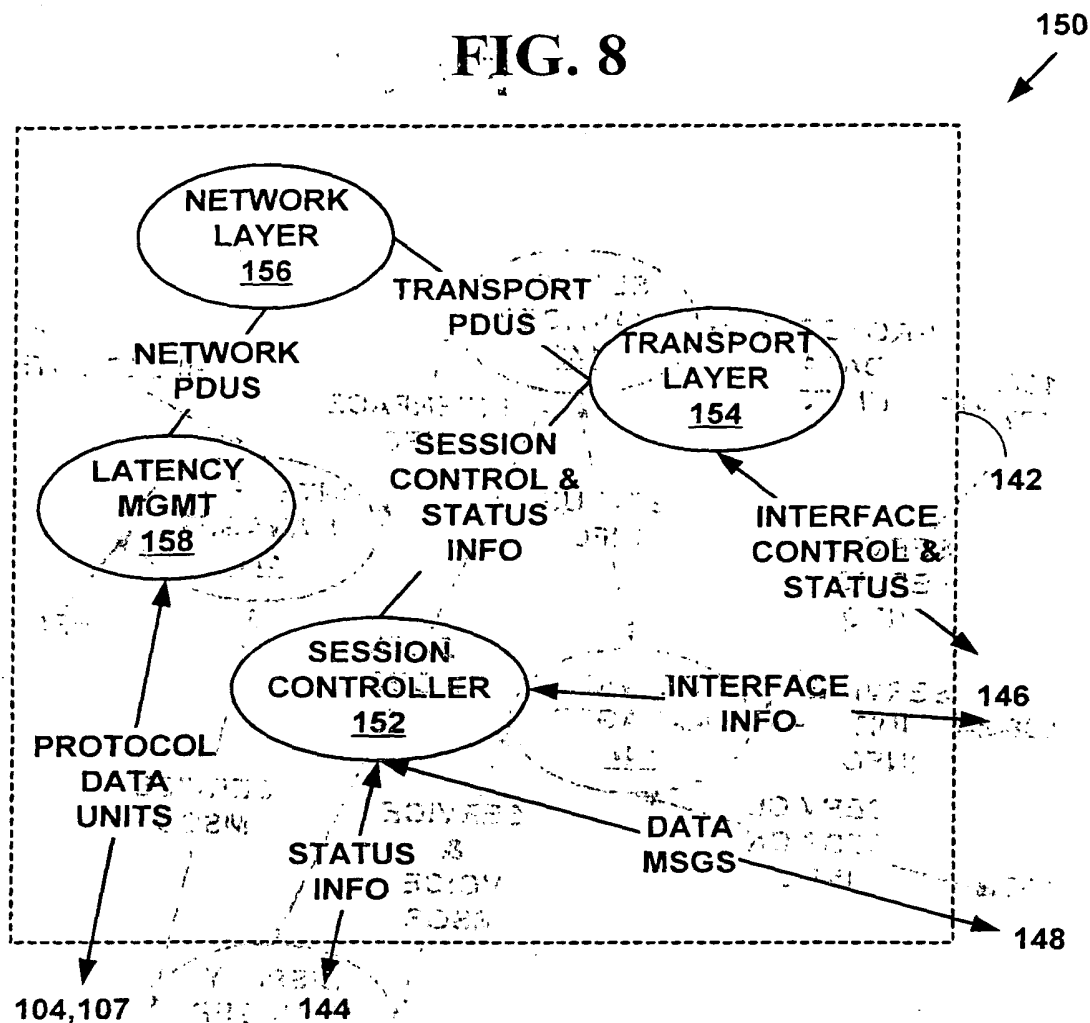 FIG. 8
150
NETWORK
LAYER
156
TRANSPORT
PDUS
NETWORK
PDUS
TRANSPORT
LAYER
154
SESSION
CONTROL &
STATUS
INFO
LATENCY
MGMT
158
142
INTERFACE
CONTROL &
STATUS
SESSION
CONTROLLER
152
INTERFACE
INFO
146
PROTOCOL
DATA
UNITS
STATUS
INFO
DATA
MSGS
148
104,107
144